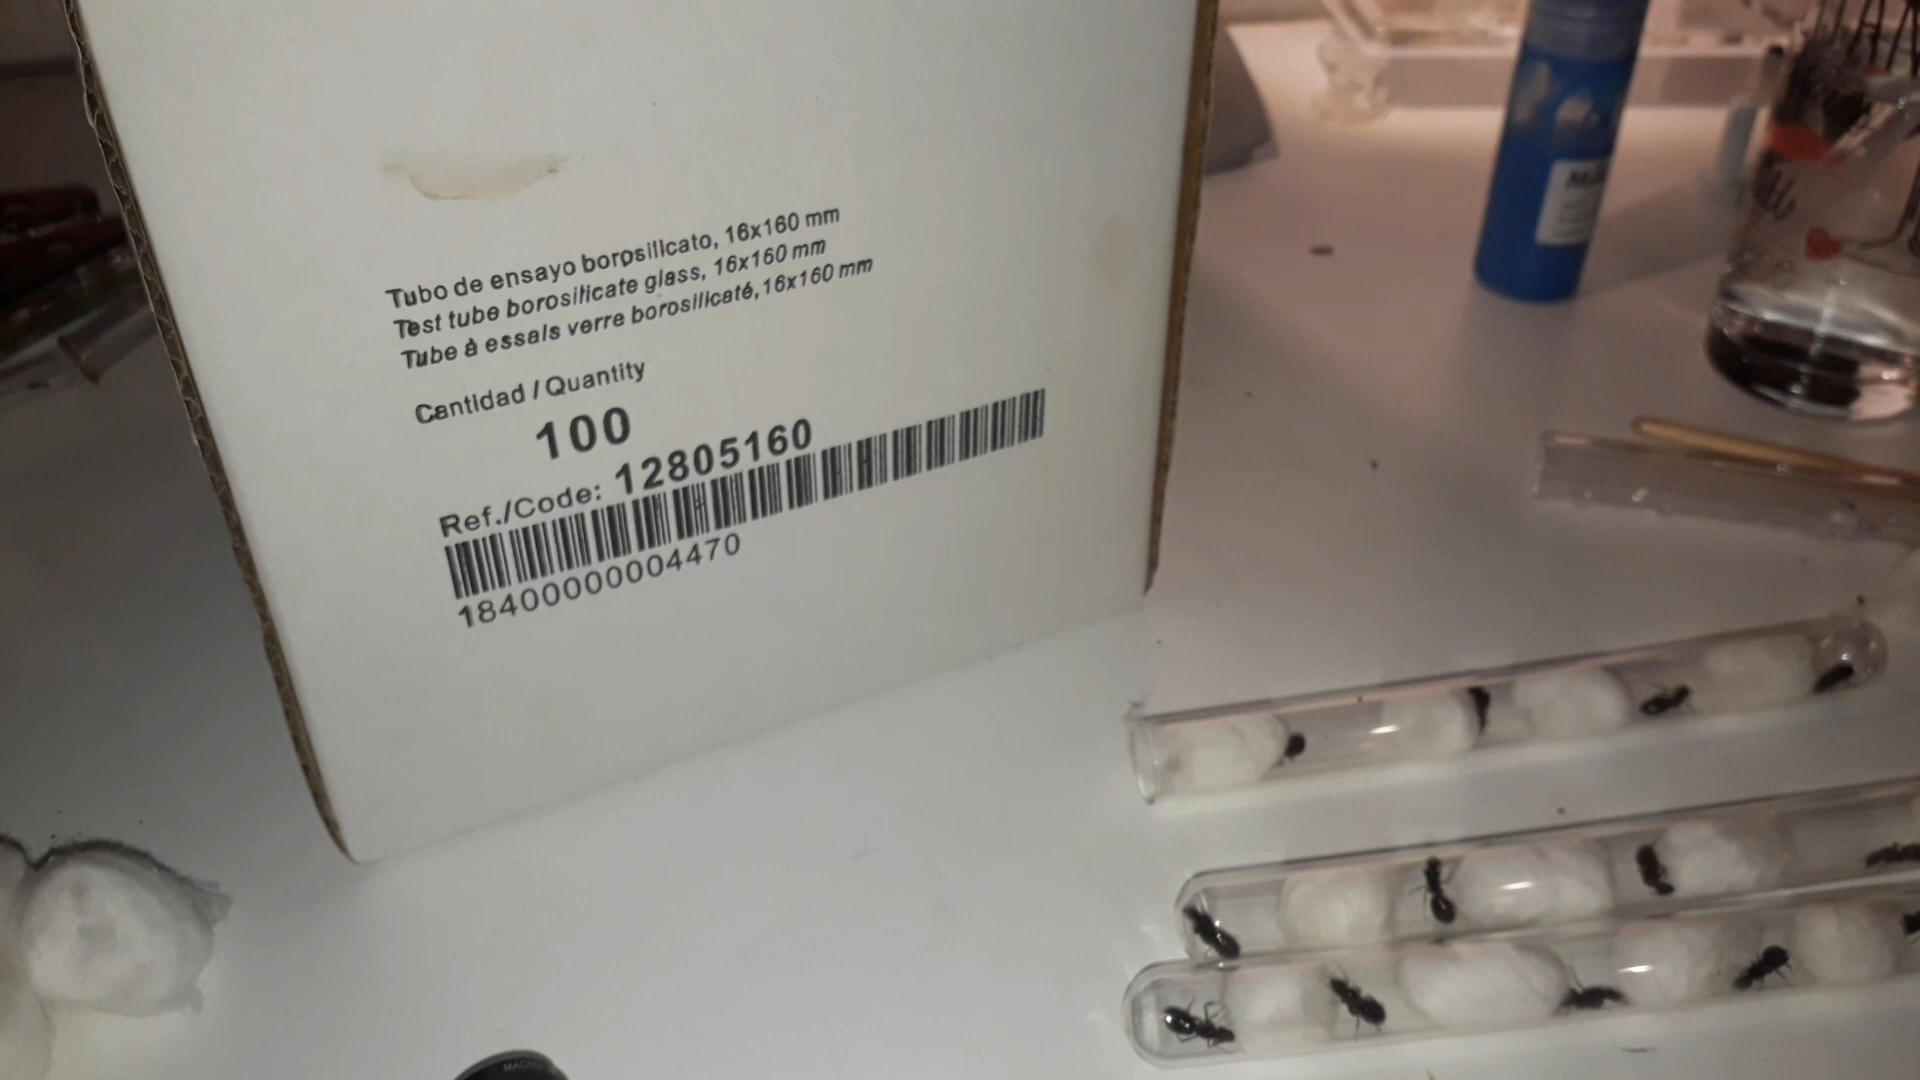 Tubo de ensayo borosilicato, 16x160 mm
Test tube borosilicate glass, 16x160 mm
Tube à essais verre borosilicaté, 16x160 mm
Cantidad / Quantity
100
Ref./Code: 12805160
18400000004470
MACRO